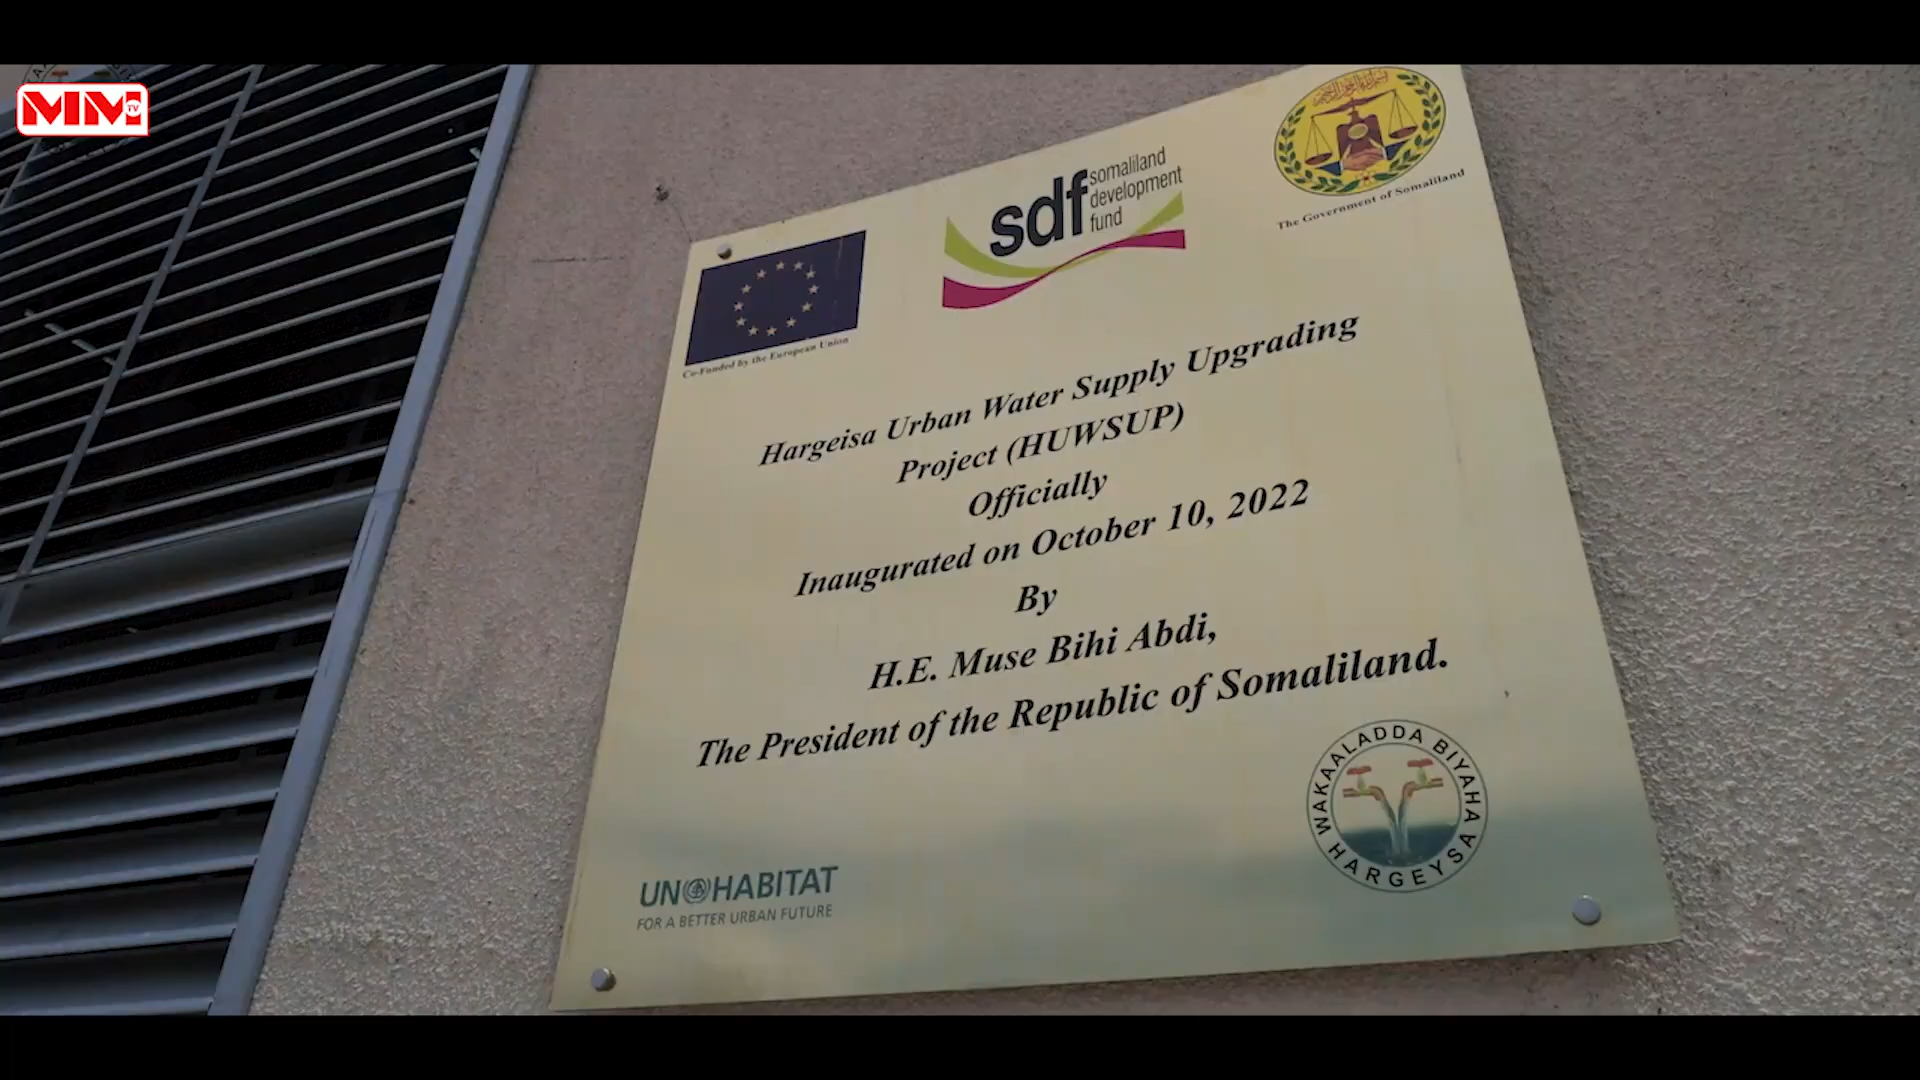 MM TV
sdf somaliland
development
fund
The Government of Somaliland
Co-Funded by the European Union
Hargeisa Urban Water Supply Upgrading
Project (HUWSUP)
Officially
Inaugurated on October 10, 2022
By
H.E. Muse Bihi Abdi,
The President of the Republic of Somaliland.
WAKAALADDA BIYAHA
HARGEYSA
UN HABITAT
FOR A BETTER URBAN FUTURE